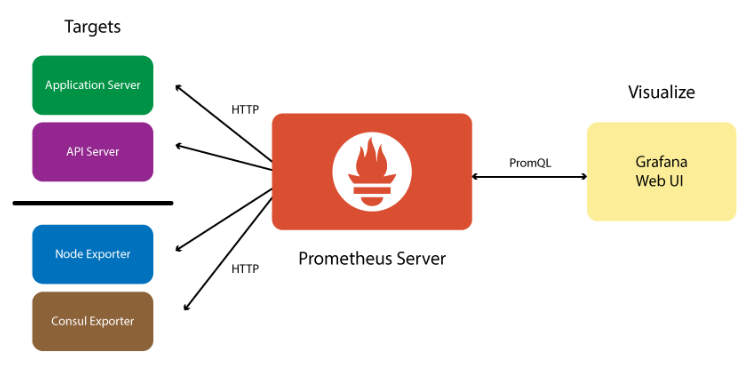 Targets
Application Server
API Server
Node Exporter
Consul Exporter
HTTP
HTTP
Prometheus Server
PromQL
Visualize
Grafana
Web UI